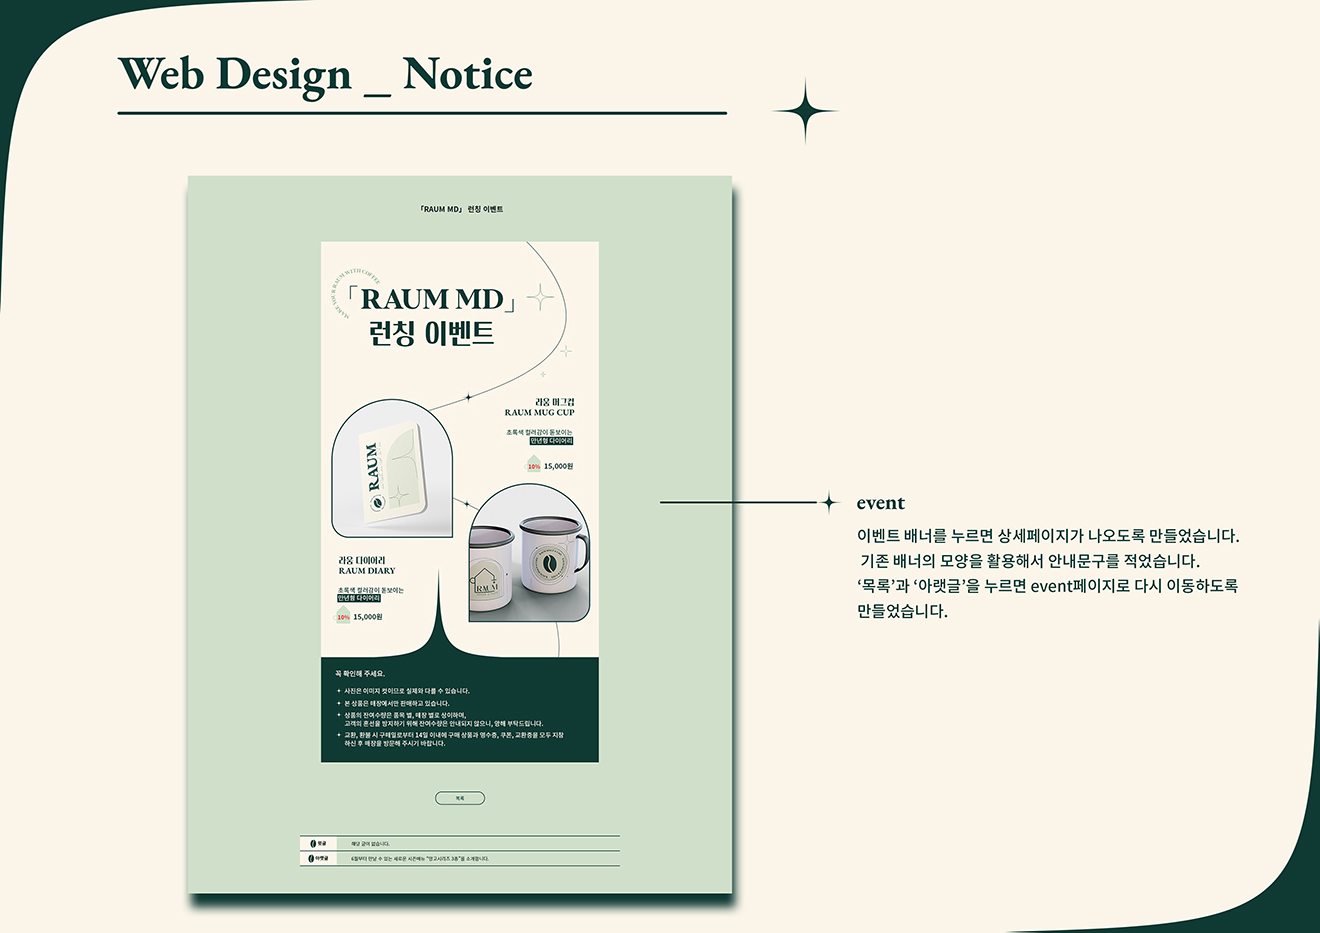 Web Design _ Notice
「RAUM MD」 런칭 이벤트
MAKE YOUR RAUM WITH COFFEE
「RAUM MD」
런칭 이벤트
라움 머그컵
RAUM MUG CUP
초록색 컬러감이 돋보이는
만년형 다이어리
10% 15,000원
RAUM
라움 다이어리
RAUM DIARY
초록색 컬러감이 돋보이는
만년형 다이어리
10% 15,000원
RAUM
event
이벤트 배너를 누르면 상세페이지가 나오도록 만들었습니다.
기존 배너의 모양을 활용해서 안내문구를 적었습니다.
‘목록’과 ‘아랫글’을 누르면 event페이지로 다시 이동하도록
만들었습니다.
꼭 확인해 주세요.
사진은 이미지 컷이므로 실제와 다를 수 있습니다.
본 상품은 매장에서만 판매하고 있습니다.
상품의 잔여수량은 품목 별, 매장 별로 상이하며,
고객의 혼선을 방지하기 위해 잔여수량은 안내되지 않으니, 양해 부탁드립니다.
교환, 환불 시 구매일로부터 14일 이내에 구매 상품과 영수증, 쿠폰, 교환증을 모두 지참
하신 후 매장을 방문해 주시기 바랍니다.
목록
윗글 해당 글이 없습니다.
아랫글 6월부터 만날 수 있는 새로운 시즌메뉴 "망고시리즈 3종"을 소개합니다.